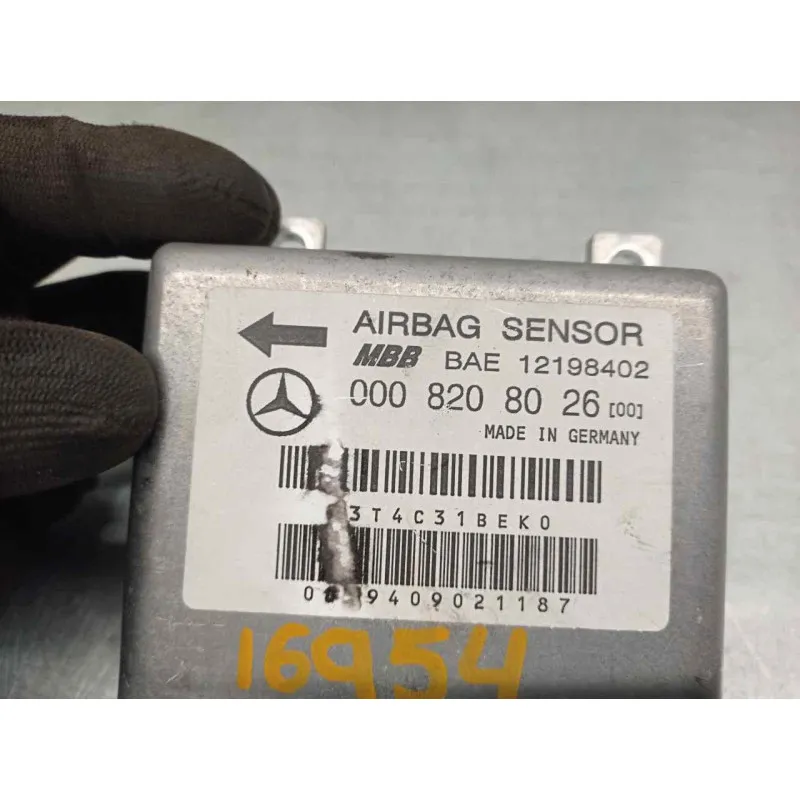 AIRBAG SENSOR
MBB BAE 12198402
000 820 80 26 [00]
MADE IN GERMANY
3T4C31BEK0
9409021187
16954